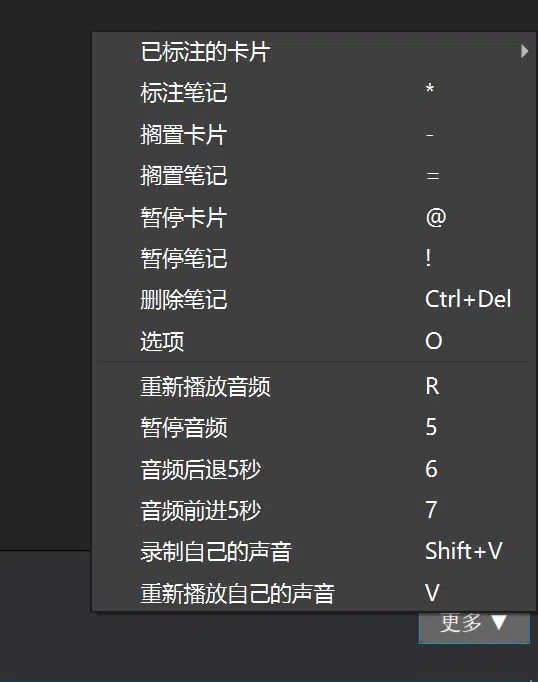 已标注的卡片
标注笔记 *
搁置卡片 -
搁置笔记 =
暂停卡片 @
暂停笔记 !
删除笔记 Ctrl+Del
选项 O
重新播放音频 R
暂停音频 5
音频后退5秒 6
音频前进5秒 7
录制自己的声音 Shift+V
重新播放自己的声音 V
更多 ▼